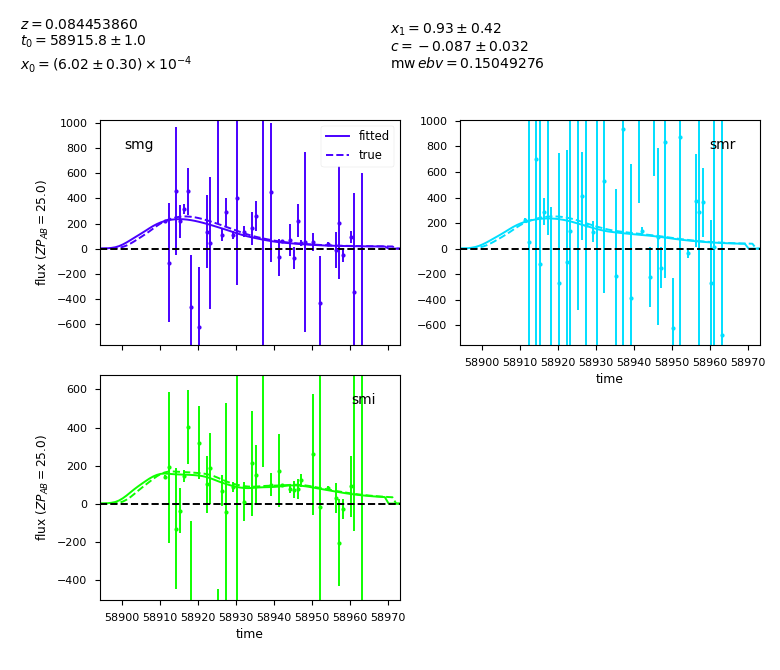 z = 0.084453860
t₀ = 58915.8 ± 1.0
x₀ = (6.02 ± 0.30) × 10⁻⁴
x₁ = 0.93 ± 0.42
c = −0.087 ± 0.032
mw ebv = 0.15049276
1000
800
600
400
200
0
−200
−400
−600
flux (ZP_AB = 25.0)
smg
fitted
true
1000
800
600
400
200
0
−200
−400
−600
smr
58900 58910 58920 58930 58940 58950 58960 58970
time
600
400
200
0
−200
−400
flux (ZP_AB = 25.0)
smi
58900 58910 58920 58930 58940 58950 58960 58970
time